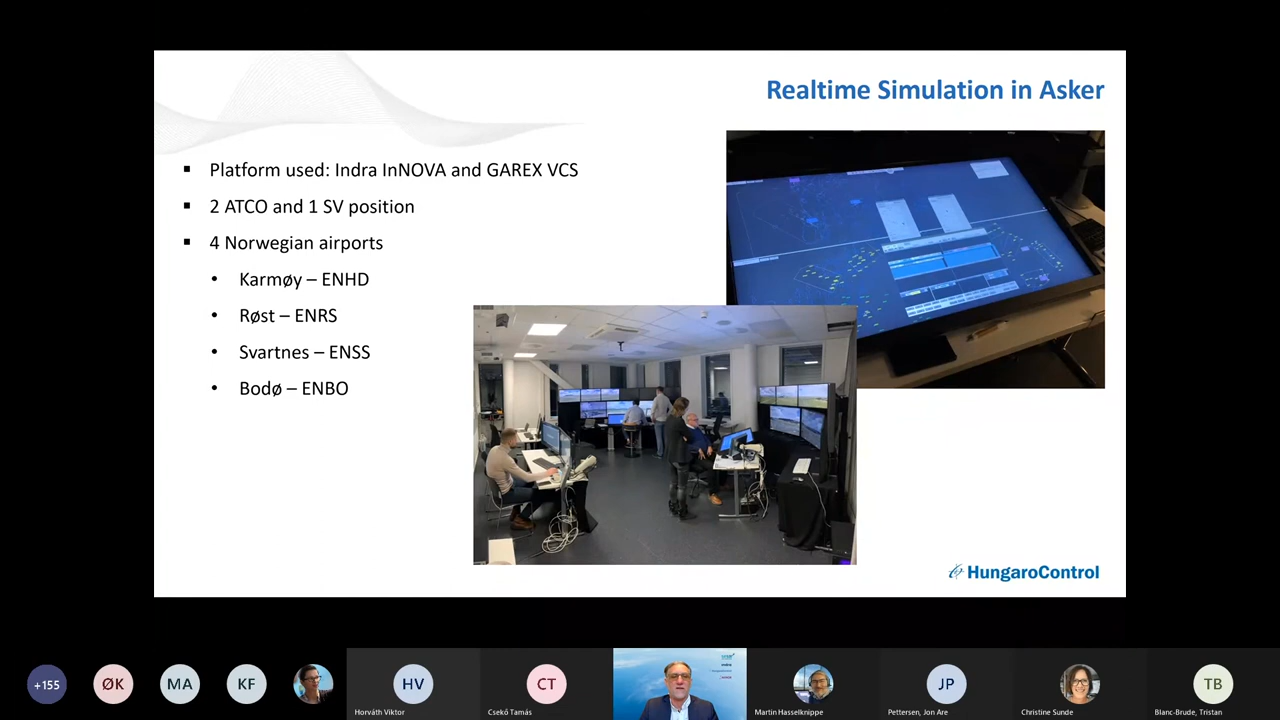 Realtime Simulation in Asker
▪ Platform used: Indra InNOVA and GAREX VCS
▪ 2 ATCO and 1 SV position
▪ 4 Norwegian airports
• Karmøy – ENHD
• Røst – ENRS
• Svartnes – ENSS
• Bodø – ENBO
HungaroControl
+155
ØK
MA
KF
HV
Horváth Viktor
CT
Csekő Tamás
Martin Hasselknippe
JP
Pettersen, Jon Are
Christine Sunde
TB
Blanc-Brude, Tristan